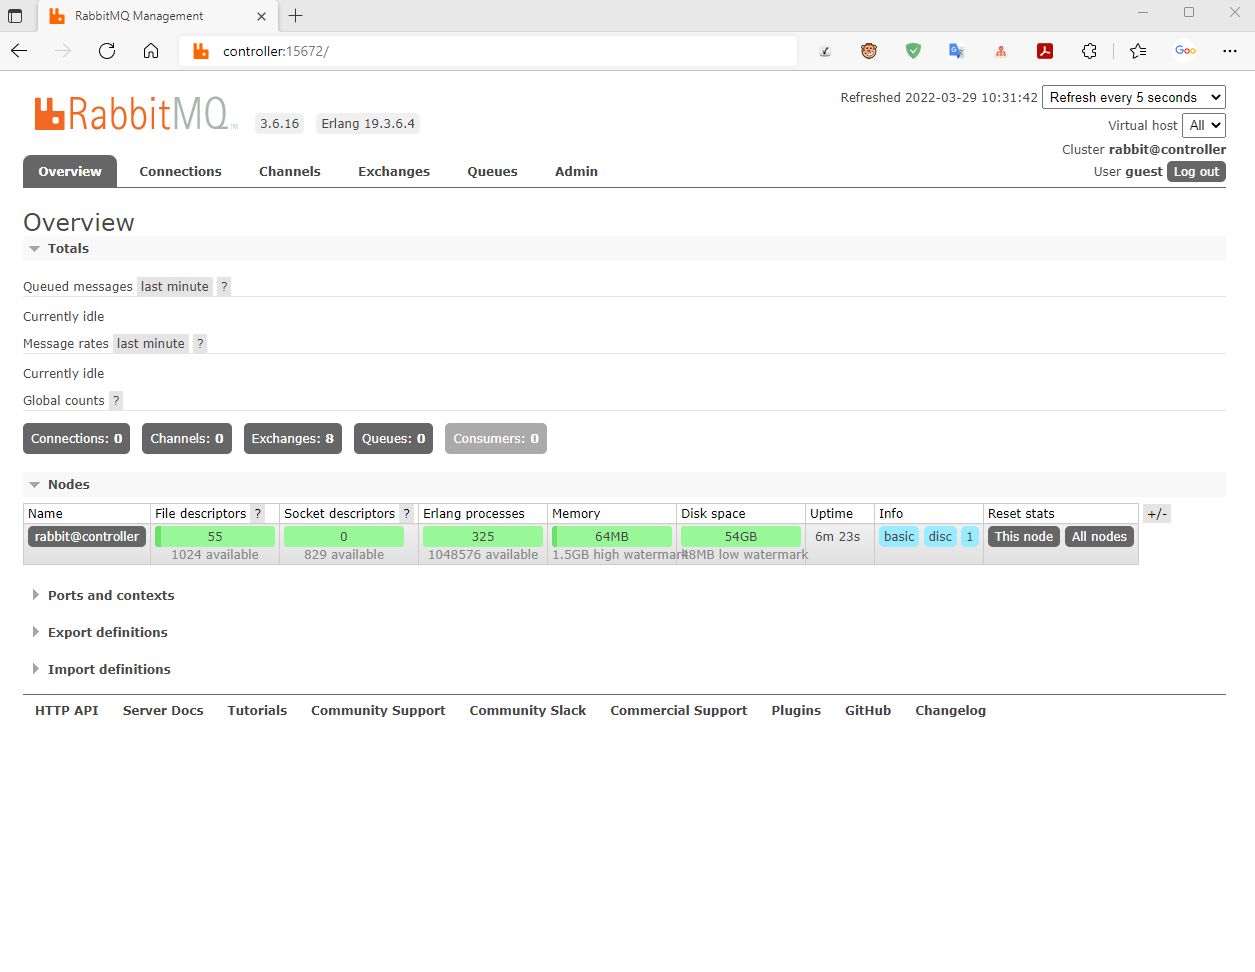 RabbitMQ Management
controller:15672/
Goo
RabbitMQ TM 3.6.16 Erlang 19.3.6.4
Refreshed 2022-03-29 10:31:42 Refresh every 5 seconds
Virtual host All
Cluster rabbit@controller
User guest Log out
Overview Connections Channels Exchanges Queues Admin
Overview
Totals
Queued messages last minute ?
Currently idle
Message rates last minute ?
Currently idle
Global counts ?
Connections: 0 Channels: 0 Exchanges: 8 Queues: 0 Consumers: 0
Nodes
Name File descriptors ? Socket descriptors ? Erlang processes Memory Disk space Uptime Info Reset stats +/-
rabbit@controller 55 0 325 64MB 54GB 6m 23s basic disc 1 This node All nodes
1024 available 829 available 1048576 available 1.5GB high watermark 48MB low watermark
Ports and contexts
Export definitions
Import definitions
HTTP API Server Docs Tutorials Community Support Community Slack Commercial Support Plugins GitHub Changelog